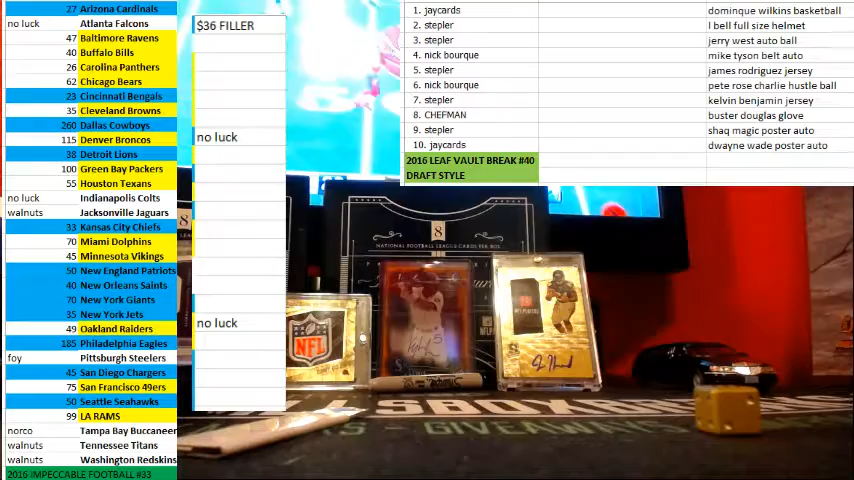 27 Arizona Cardinals
no luck Atlanta Falcons
47 Baltimore Ravens
40 Buffalo Bills
26 Carolina Panthers
62 Chicago Bears
23 Cincinnati Bengals
35 Cleveland Browns
260 Dallas Cowboys
115 Denver Broncos
38 Detroit Lions
100 Green Bay Packers
55 Houston Texans
no luck Indianapolis Colts
walnuts Jacksonville Jaguars
33 Kansas City Chiefs
70 Miami Dolphins
45 Minnesota Vikings
50 New England Patriots
40 New Orleans Saints
70 New York Giants
35 New York Jets
49 Oakland Raiders
185 Philadelphia Eagles
foy Pittsburgh Steelers
45 San Diego Chargers
75 San Francisco 49ers
50 Seattle Seahawks
99 LA RAMS
norco Tampa Bay Buccaneer
walnuts Tennessee Titans
walnuts Washington Redskins
2016 IMPECCABLE FOOTBALL #33
$36 FILLER
no luck
no luck
1. jaycards dominque wilkins basketball
2. stepler l bell full size helmet
3. stepler jerry west auto ball
4. nick bourque mike tyson belt auto
5. stepler james rodriguez jersey
6. nick bourque pete rose charlie hustle ball
7. stepler kelvin benjamin jersey
8. CHEFMAN buster douglas glove
9. stepler shaq magic poster auto
10. jaycards dwayne wade poster auto
2016 LEAF VAULT BREAK #40
DRAFT STYLE
8
8
NATIONAL FOOTBALL LEAGUE CARDS PER BOX
NFL
5
GIVEAWAYS